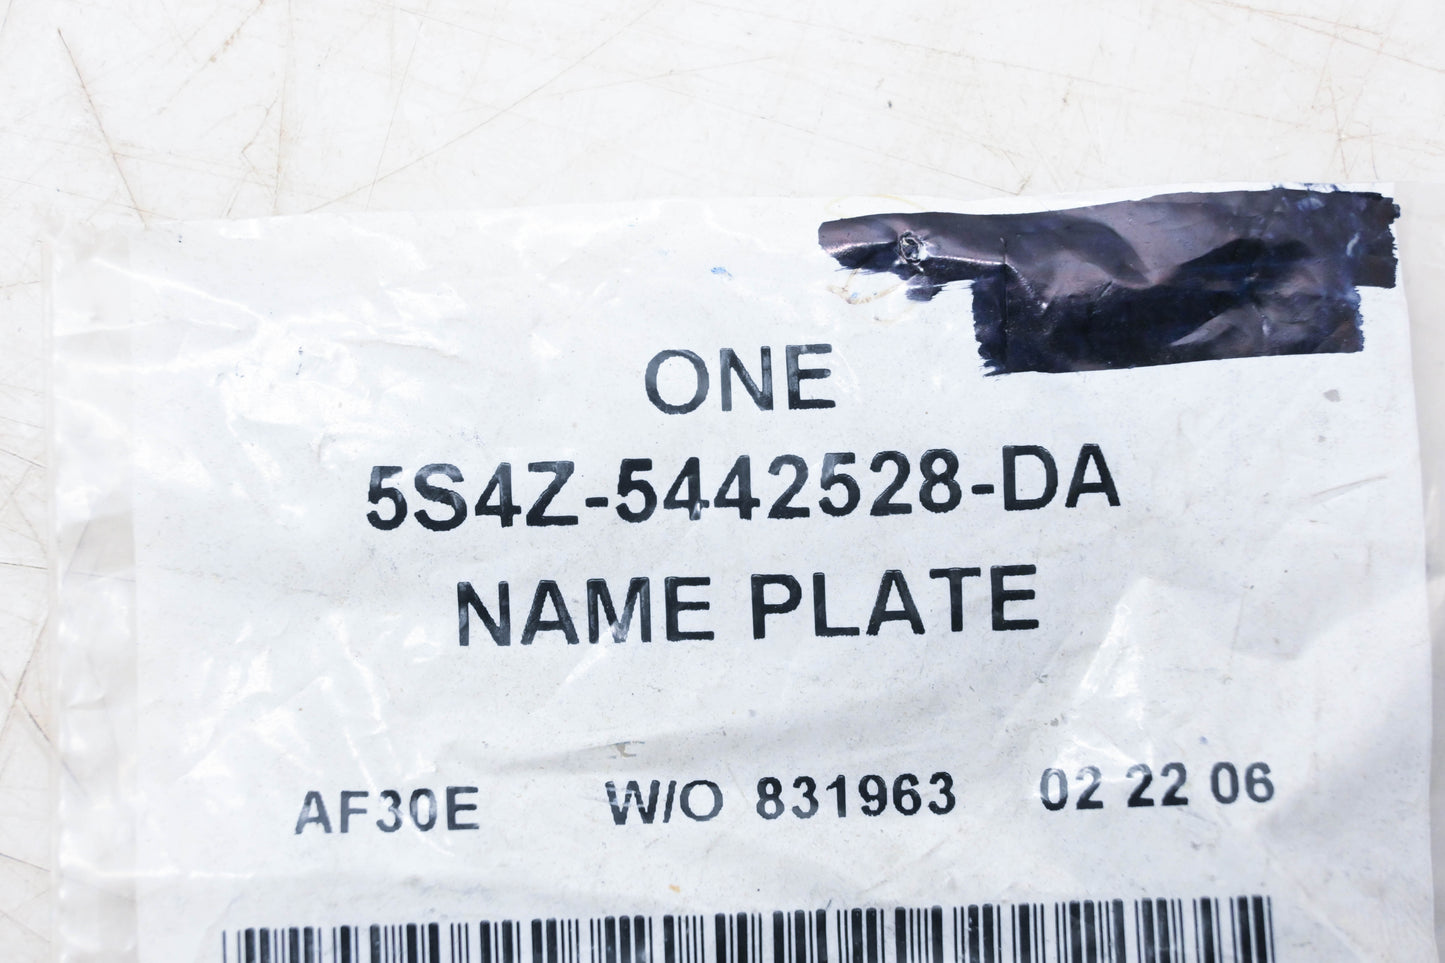 ONE
5S4Z-5442528-DA
NAME PLATE
AF30E W/O 831963 02 22 06